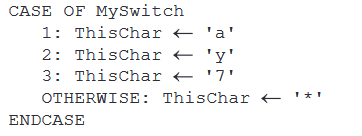 CASE OF MySwitch
   1: ThisChar ← 'a'
   2: ThisChar ← 'y'
   3: ThisChar ← '7'
   OTHERWISE: ThisChar ← '*'
ENDCASE